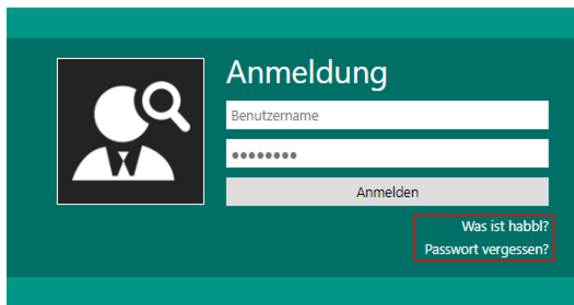 Anmeldung
Benutzername
●●●●●●●●
Anmelden
Was ist habbl?
Passwort vergessen?